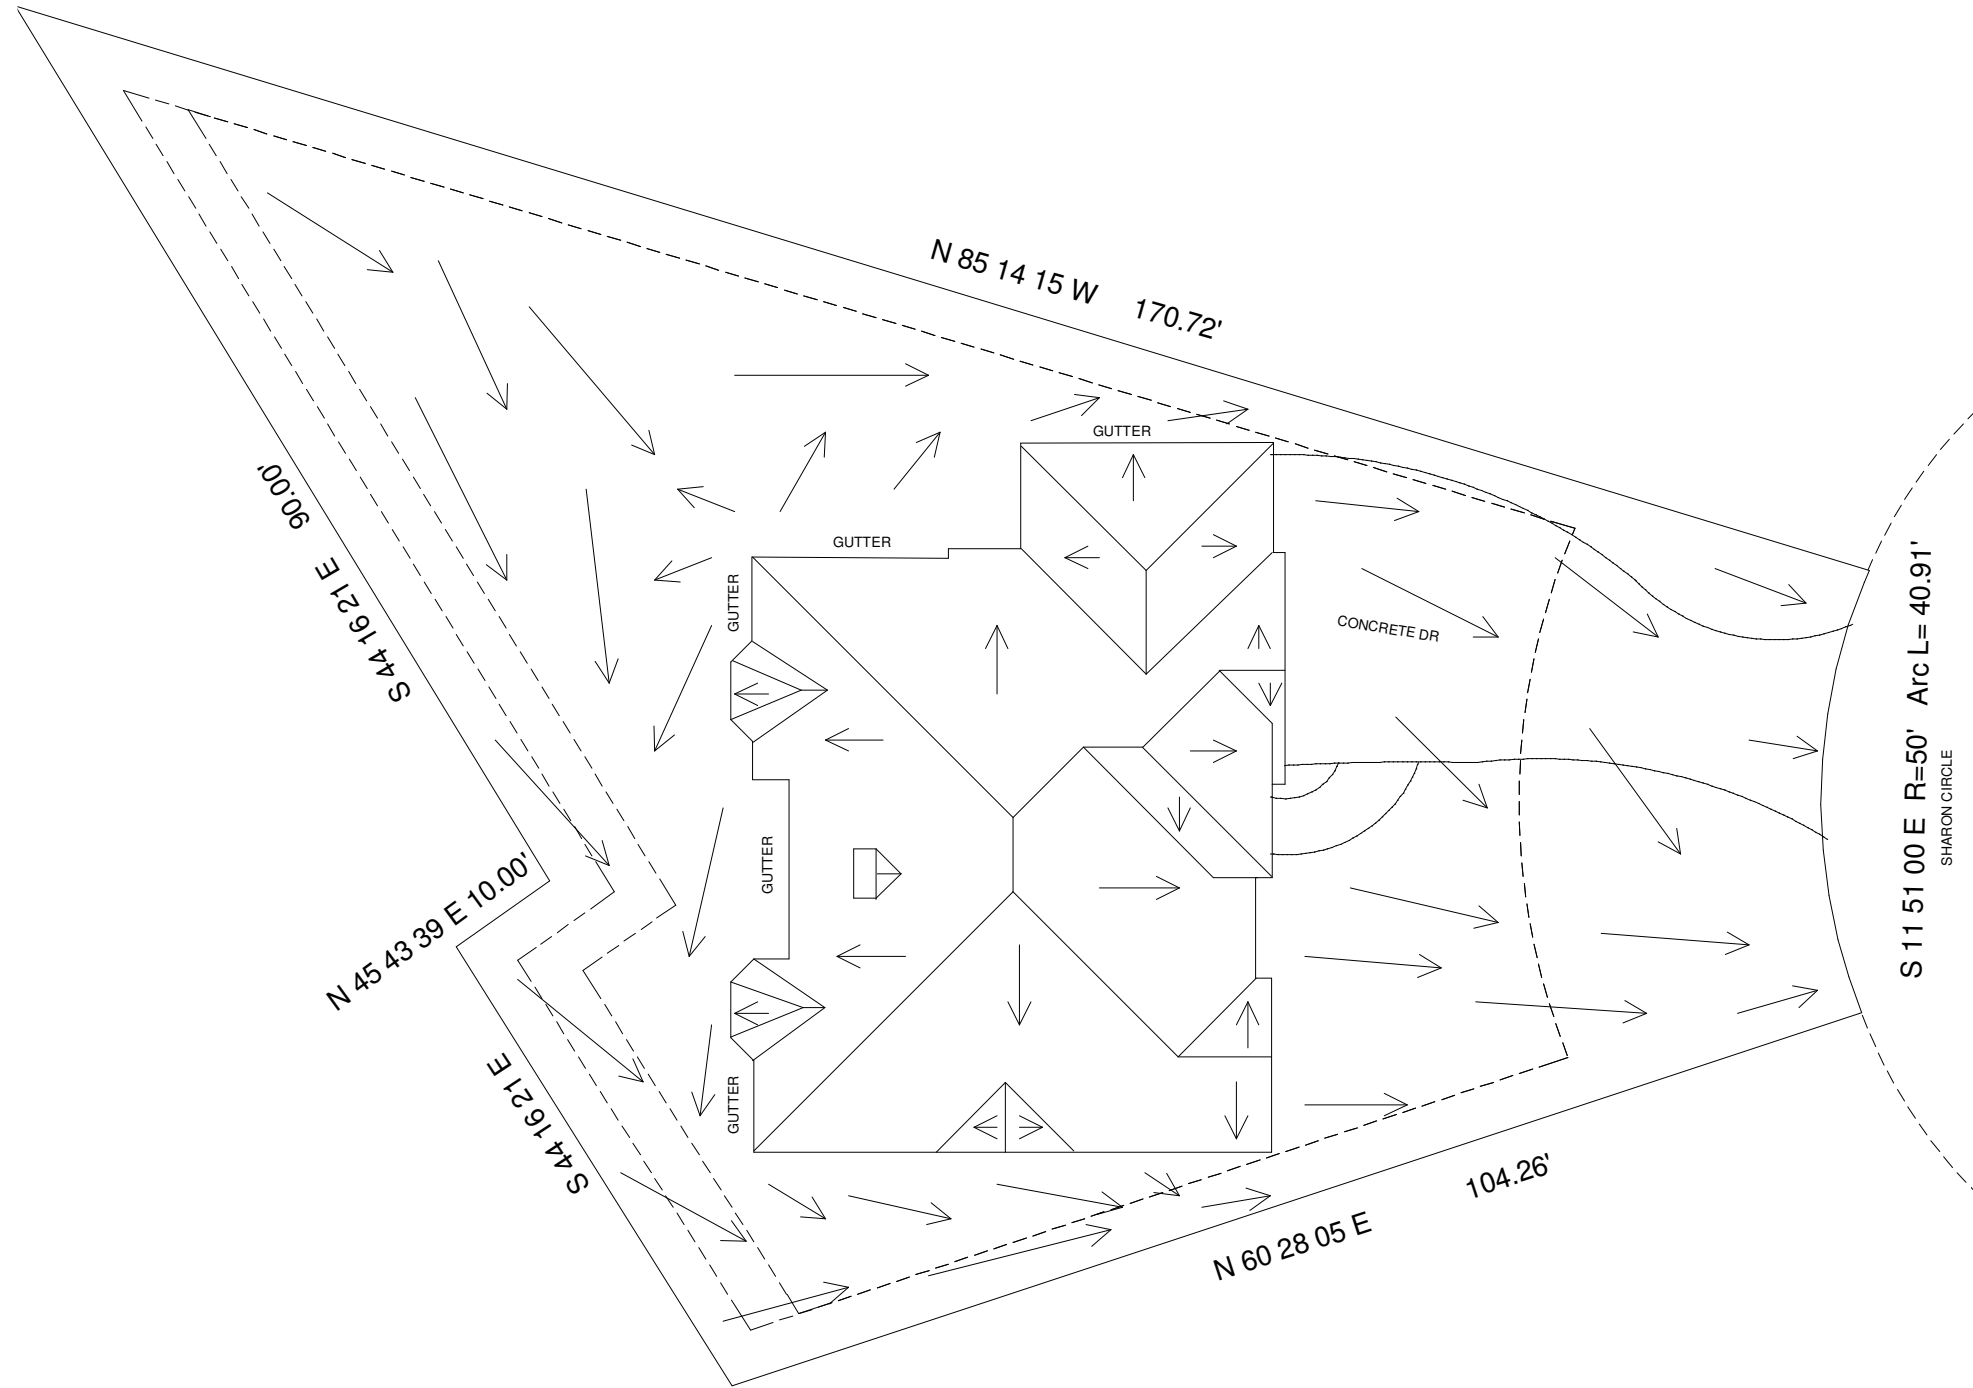 N 85 14 15 W 170.72'
GUTTER
GUTTER
GUTTER
90.00'
S 44 16 21 E
CONCRETE DR
S 11 51 00 E R=50' Arc L= 40.91'
SHARON CIRCLE
GUTTER
N 45 43 39 E 10.00'
S 44 16 21 E
GUTTER
N 60 28 05 E 104.26'